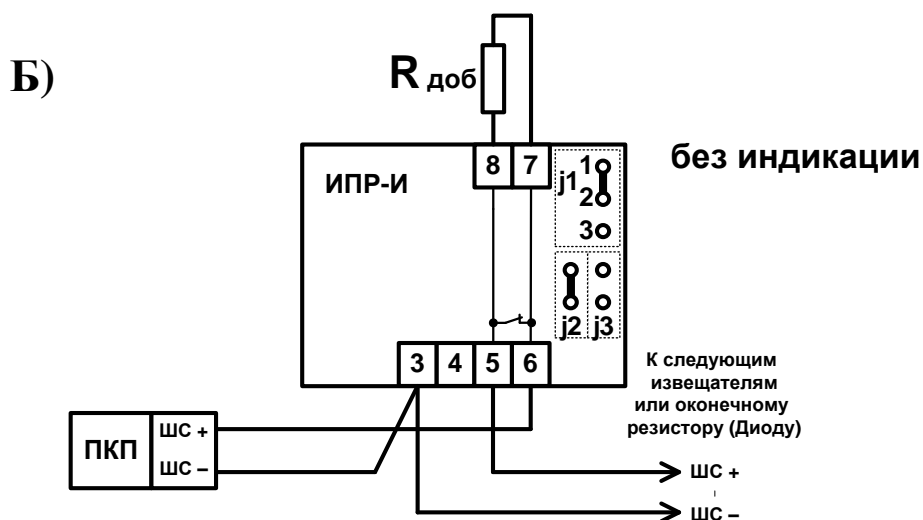 Б)
R доб
без индикации
ИПР-И
8 7
j1
1
2
3
j2 j3
3 4 5 6
К следующим
извещателям
или оконечному
резистору (Диоду)
ПКП
ШС +
ШС –
ШС +
ШС –